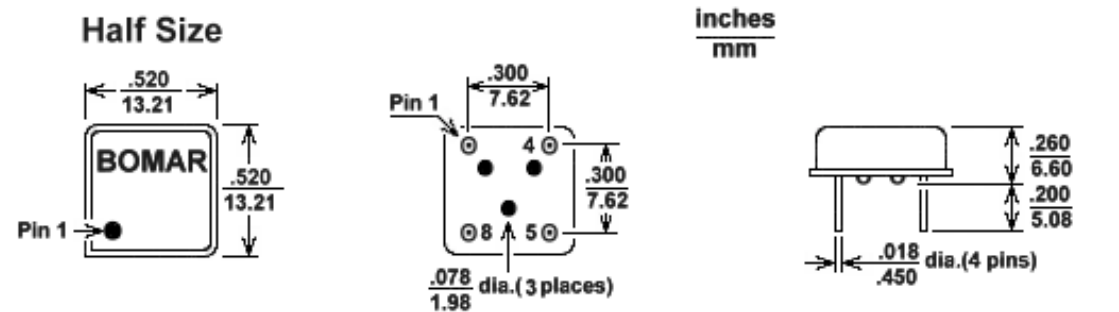 Half Size
inches
mm
.520
13.21
BOMAR
.520
13.21
Pin 1
.300
7.62
Pin 1
4
.300
7.62
8
5
.078
1.98
dia.(3 places)
.260
6.60
.200
5.08
.018
.450
dia.(4 pins)